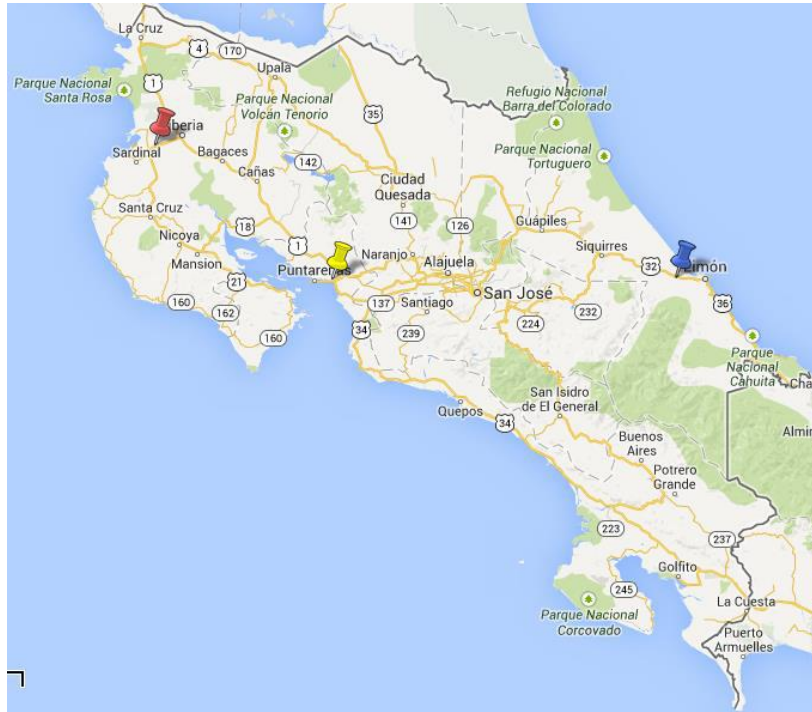 La Cruz
4
170
Upala
1
Parque Nacional
Santa Rosa
Parque Nacional
Volcán Tenorio
35
Refugio Nacional
Barra del Colorado
Parque Nacional
Tortuguero
beria
Sardinal
Bagaces
142
Cañas
Ciudad
Quesada
141
126
Santa Cruz
18
Guápiles
Nicoya
Mansion
1
Naranjo
Alajuela
Siquirres
32
Limón
21
Puntarenas
San José
160
162
137
Santiago
232
36
160
34
239
224
Parque
Nacional
Cahuita
Cha
Quepos
San Isidro
de El General
34
Almir
Buenos
Aires
Potrero
Grande
223
237
Golfito
245
La Cuesta
Parque Nacional
Corcovado
Puerto
Armuelles